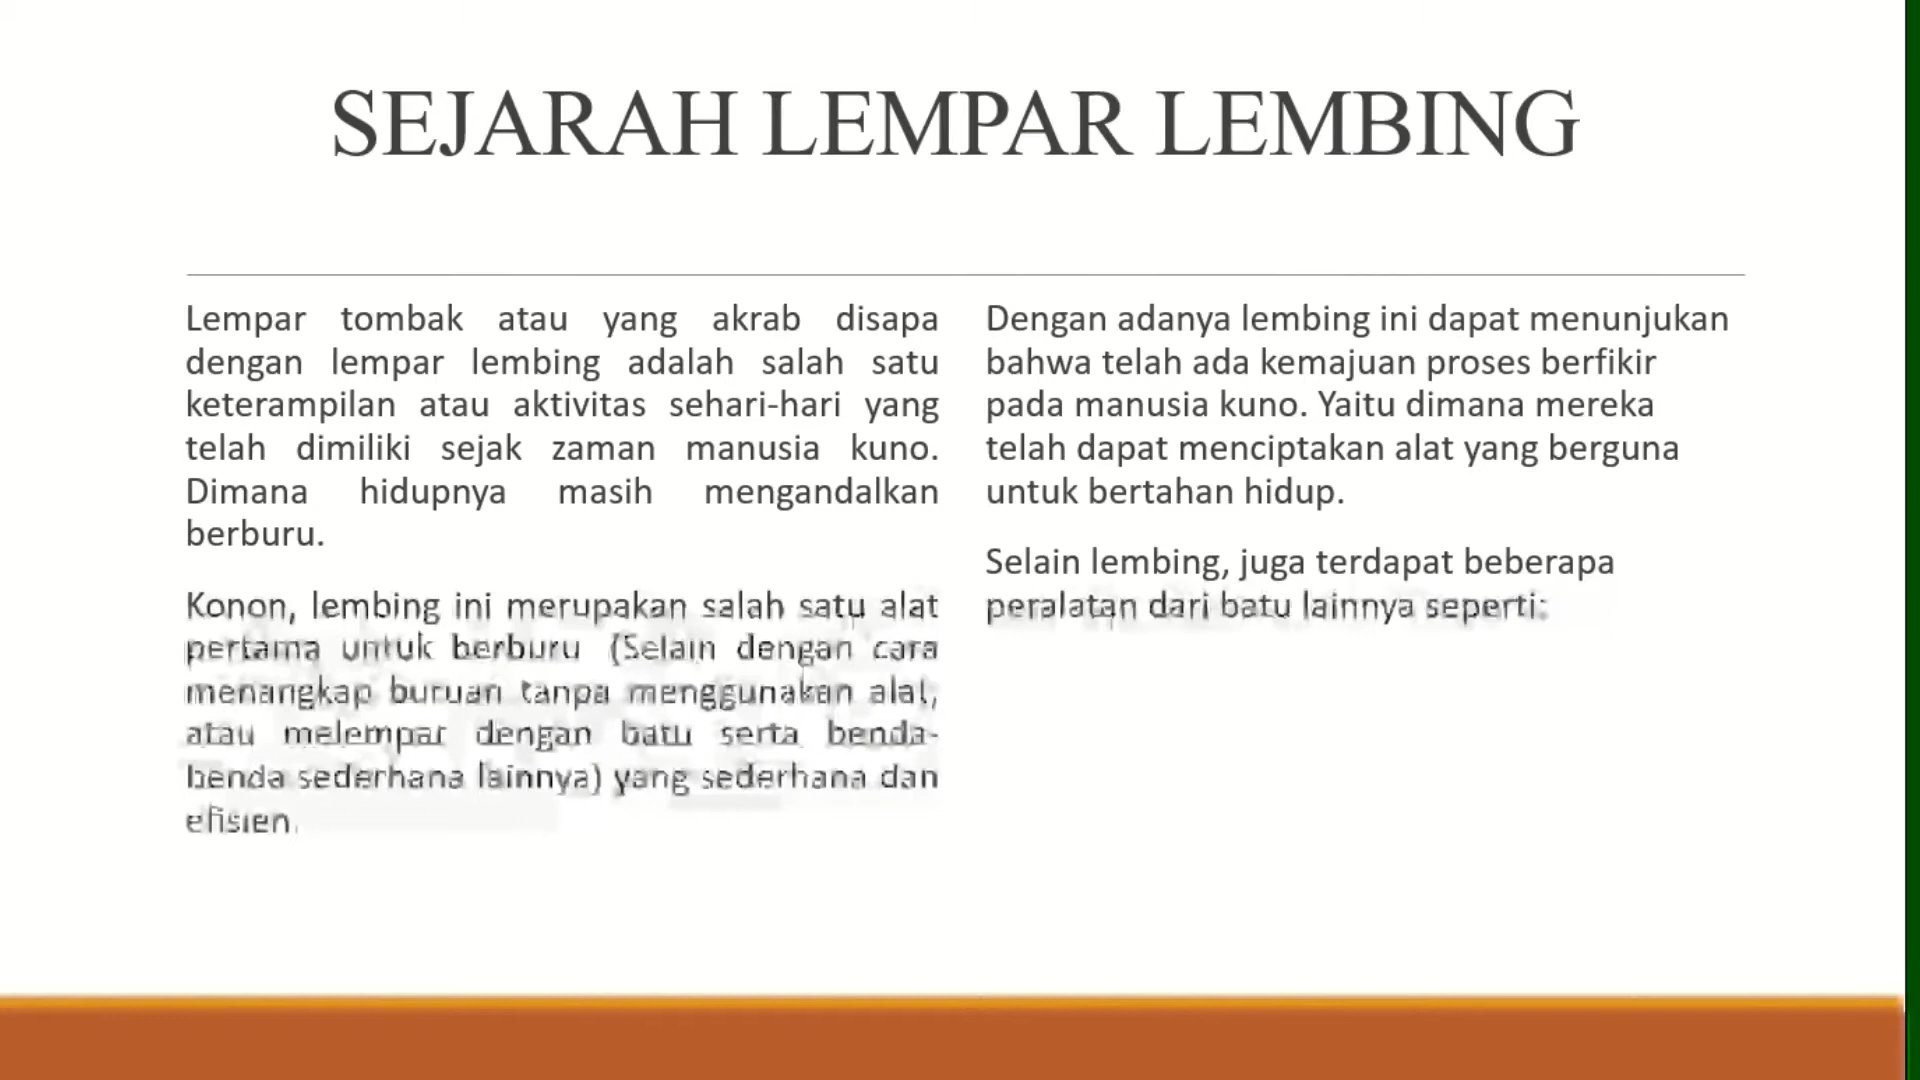 SEJARAH LEMPAR LEMBING
Lempar tombak atau yang akrab disapa
dengan lempar lembing adalah salah satu
keterampilan atau aktivitas sehari-hari yang
telah dimiliki sejak zaman manusia kuno.
Dimana hidupnya masih mengandalkan
berburu.
Konon, lembing ini merupakan salah satu alat
pertama untuk berburu (Selain dengan cara
menangkap buruan tanpa menggunakan alat,
atau melempar dengan batu serta benda-
benda sederhana lainnya) yang sederhana dan
efisien.
Dengan adanya lembing ini dapat menunjukan
bahwa telah ada kemajuan proses berfikir
pada manusia kuno. Yaitu dimana mereka
telah dapat menciptakan alat yang berguna
untuk bertahan hidup.
Selain lembing, juga terdapat beberapa
peralatan dari batu lainnya seperti: